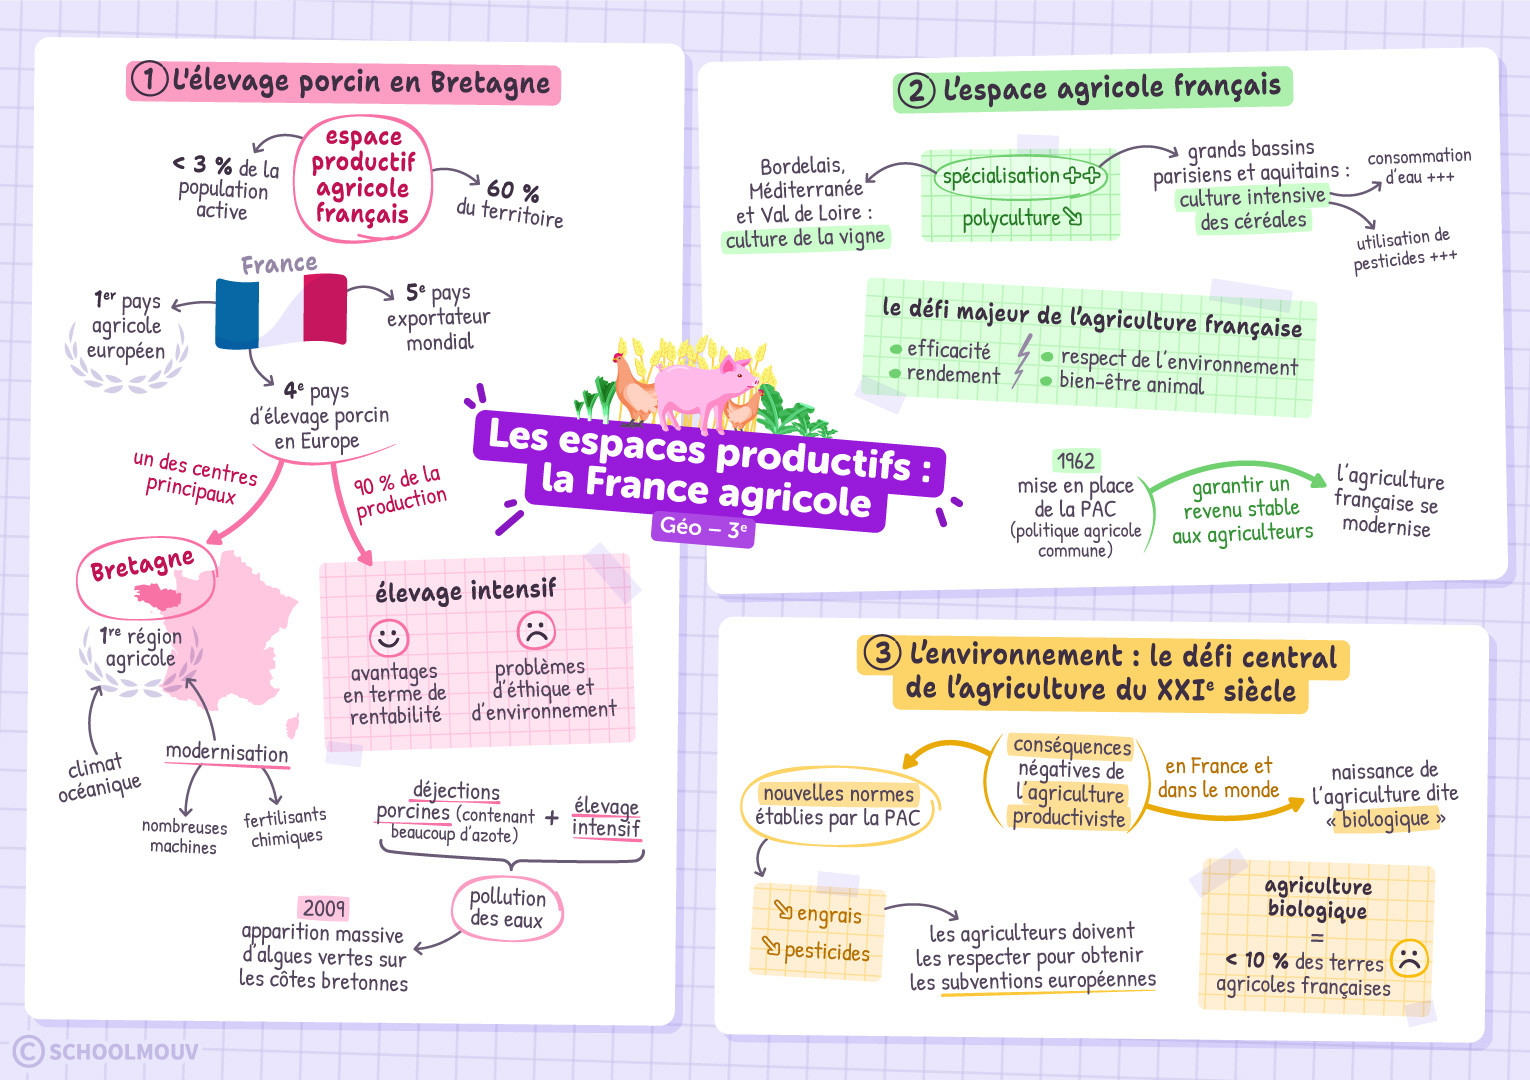 Les espaces productifs :
la France agricole
Géo – 3e
1 L'élevage porcin en Bretagne
espace
productif
agricole
français
< 3 % de la
population
active
60 %
du territoire
France
1er pays
agricole
européen
5e pays
exportateur
mondial
4e pays
d'élevage porcin
en Europe
un des centres
principaux
90 % de la
production
Bretagne
1re région
agricole
climat
océanique
modernisation
nombreuses
machines
fertilisants
chimiques
élevage intensif
avantages
en terme de
rentabilité
problèmes
d'éthique et
d'environnement
déjections
porcines (contenant
beaucoup d'azote)
+
élevage
intensif
pollution
des eaux
2009
apparition massive
d'algues vertes sur
les côtes bretonnes
2 L'espace agricole français
spécialisation ++
polyculture
Bordelais,
Méditerranée
et Val de Loire :
culture de la vigne
grands bassins
parisiens et aquitains :
culture intensive
des céréales
consommation
d'eau +++
utilisation de
pesticides +++
le défi majeur de l'agriculture française
efficacité
rendement
respect de l'environnement
bien-être animal
1962
mise en place
de la PAC
(politique agricole
commune)
garantir un
revenu stable
aux agriculteurs
l'agriculture
française se
modernise
3 L'environnement : le défi central
de l'agriculture du XXIe siècle
conséquences
négatives de
l'agriculture
productiviste
nouvelles normes
établies par la PAC
en France et
dans le monde
naissance de
l'agriculture dite
« biologique »
engrais
pesticides
les agriculteurs doivent
les respecter pour obtenir
les subventions européennes
agriculture
biologique
=
< 10 % des terres
agricoles françaises
© SCHOOLMOUV